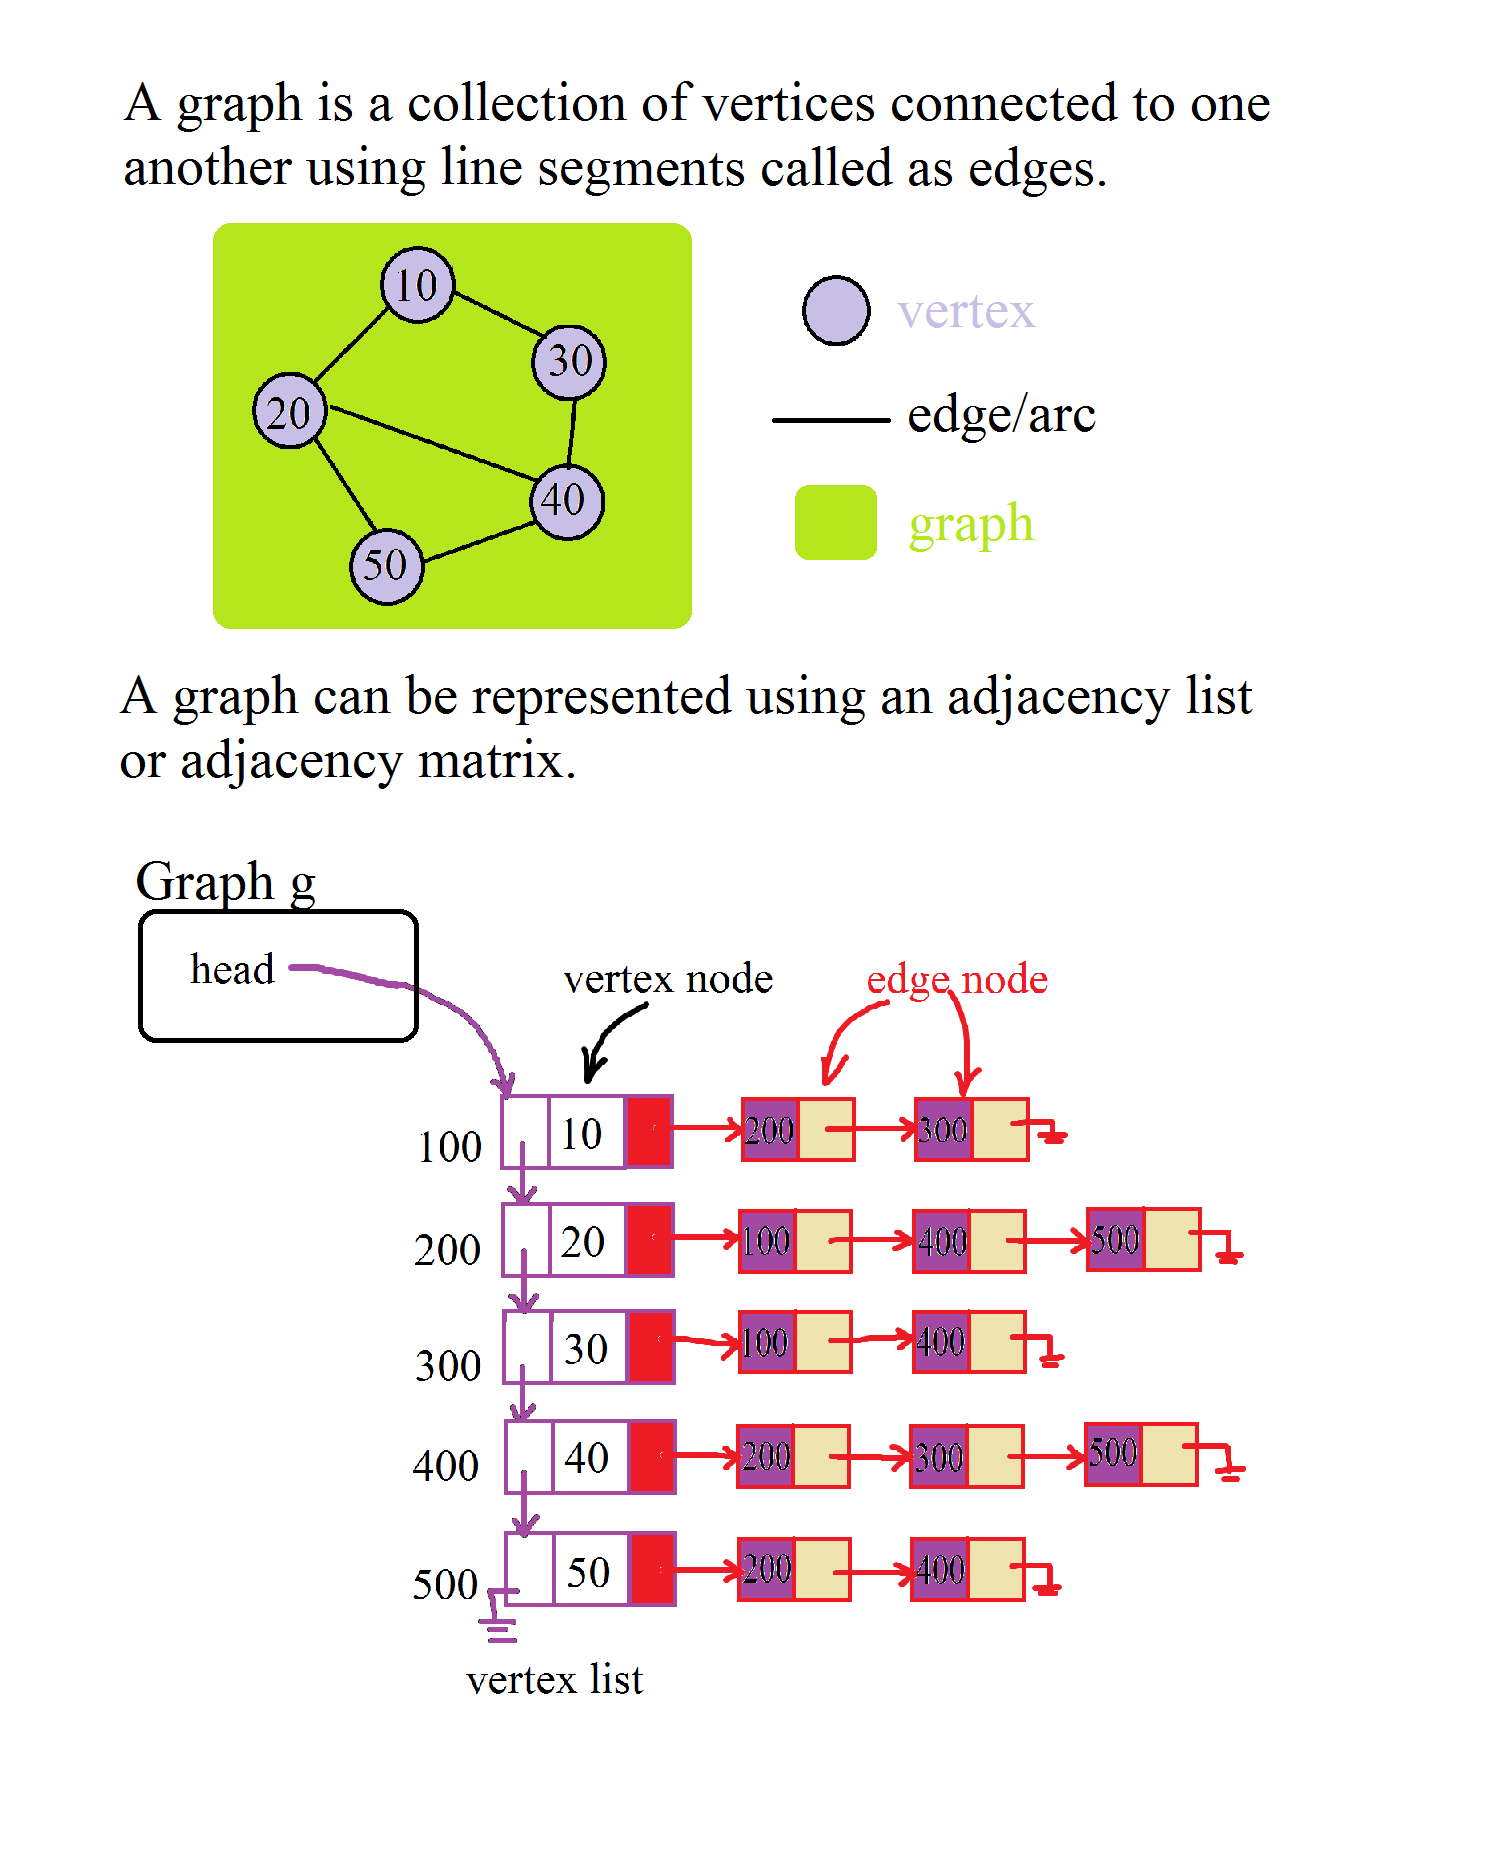 A graph is a collection of vertices connected to one
another using line segments called as edges.
10
30
20
40
50
vertex
edge/arc
graph
A graph can be represented using an adjacency list
or adjacency matrix.
Graph g
head
vertex node
edge node
100 10 200 300
200 20 100 400 500
300 30 100 400
400 40 200 300 500
500 50 200 400
vertex list